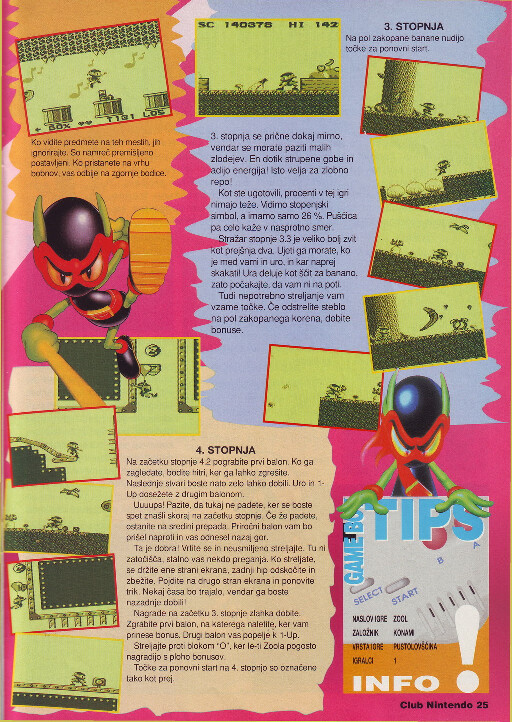 SC 140378 HI 142
3. STOPNJA
Na pol zakopane banane nudijo
točke za ponovni start.
Ko vidite predmete na teh mestih, jih
ignorirajte. So namreč premišljeno
postavljeni. Ko pristanete na vrhu
bobnov, vas odbije na zgornje bodice.
3. stopnja se prične dokaj mirno,
vendar se morate paziti malih
zlodejev. En dotik strupene gobe in
adijo energija! Isto velja za zlobno
repo!
Kot ste ugotovili, procenti v tej igri
nimajo teže. Vidimo stopenjski
simbol, a imamo samo 26 %. Puščica
pa celo kaže v nasprotno smer.
Stražar stopnje 3.3 je veliko bolj zvit
kot prejšnja dva. Ujeti ga morate, ko
je med vami in uro, in kar naprej
skakati! Ura deluje kot ščit za banano,
zato počakajte, da vam ni na poti.
Tudi nepotrebno streljanje vam
vzame točke. Če odstrelite steblo
na pol zakopanega korena, dobite
bonuse.
4. STOPNJA
Na začetku stopnje 4.2 pograbite prvi balon. Ko ga
zagledate, bodite hitri, ker ga lahko zgrešite.
Naslednje stvari boste nato zelo lahko dobili. Uro in 1-
Up dosežete z drugim balonom.
Uuuups! Pazite, da tukaj ne padete, ker se boste
spet znašli skoraj na začetku stopnje. Če že padete,
ostanite na sredini prepada. Priročni balon vam bo
prišel naproti in vas odnesel nazaj gor.
Ta je dobra! Vrtite se in neusmiljeno streljajte. Tu ni
zatočišča, stalno vas nekdo preganja. Ko streljate,
se držite ene strani ekrana, zadnji hip odskočite in
zbežite. Pojdite na drugo stran ekrana in ponovite
trik. Nekaj časa bo trajalo, vendar ga boste
nazadnje dobili!
Nagrade na začetku 3. stopnje zlahka dobite.
Zgrabite prvi balon, na katerega naletite, ker vam
prinese bonus. Drugi balon vas popelje k 1-Up.
Streljajte proti blokom "O", ker le-ti Zoola pogosto
nagradijo s ploho bonusov.
Točke za ponovni start na 4. stopnjo so označene
tako kot prej.
GAME BOY
TIPS
A
B
SELECT
START
NASLOV IGRE ZOOL
ZALOŽNIK KONAMI
VRSTA IGRE PUSTOLOVŠČINA
IGRALCI 1
INFO !
Club Nintendo 25